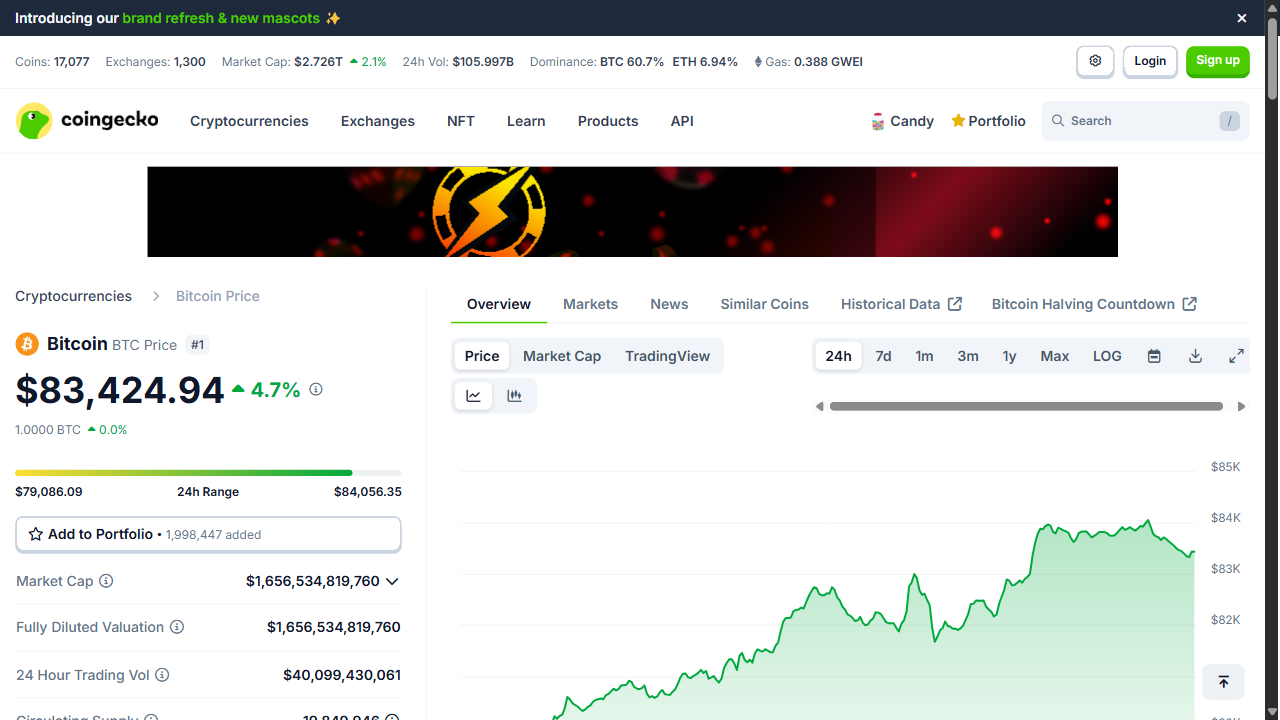 Introducing our brand refresh & new mascots ✨
Coins: 17,077 Exchanges: 1,300 Market Cap: $2.726T 2.1% 24h Vol: $105.997B Dominance: BTC 60.7% ETH 6.94% Gas: 0.388 GWEI
Login
Sign up
coingecko
Cryptocurrencies Exchanges NFT Learn Products API
Candy Portfolio
Search /
Cryptocurrencies > Bitcoin Price
Bitcoin BTC Price #1
$83,424.94 4.7%
1.0000 BTC 0.0%
$79,086.09 24h Range $84,056.35
Add to Portfolio • 1,998,447 added
Market Cap $1,656,534,819,760
Fully Diluted Valuation $1,656,534,819,760
24 Hour Trading Vol $40,099,430,061
Overview Markets News Similar Coins Historical Data Bitcoin Halving Countdown
Price Market Cap TradingView
24h 7d 1m 3m 1y Max LOG
$85K
$84K
$83K
$82K